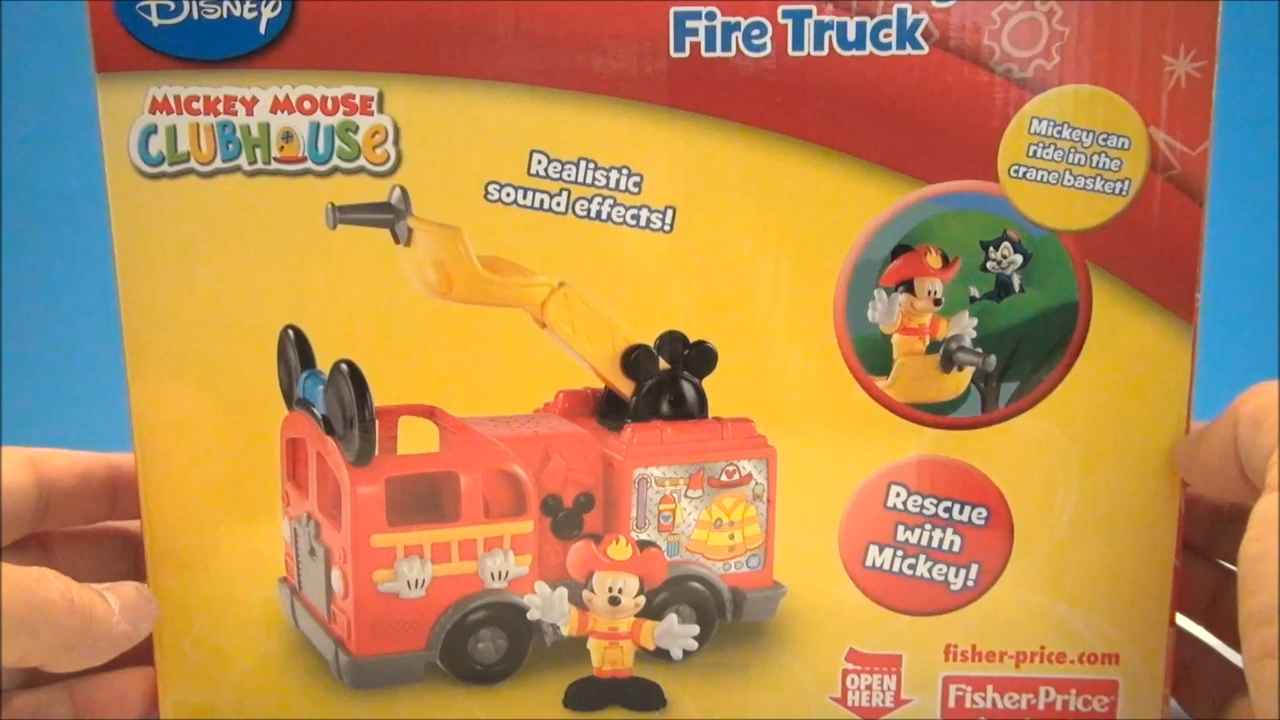 DISNEY
Fire Truck
MICKEY MOUSE
CLUBHOUSE
Realistic
sound effects!
Mickey can
ride in the
crane basket!
Rescue
with
Mickey!
OPEN
HERE
fisher-price.com
Fisher-Price